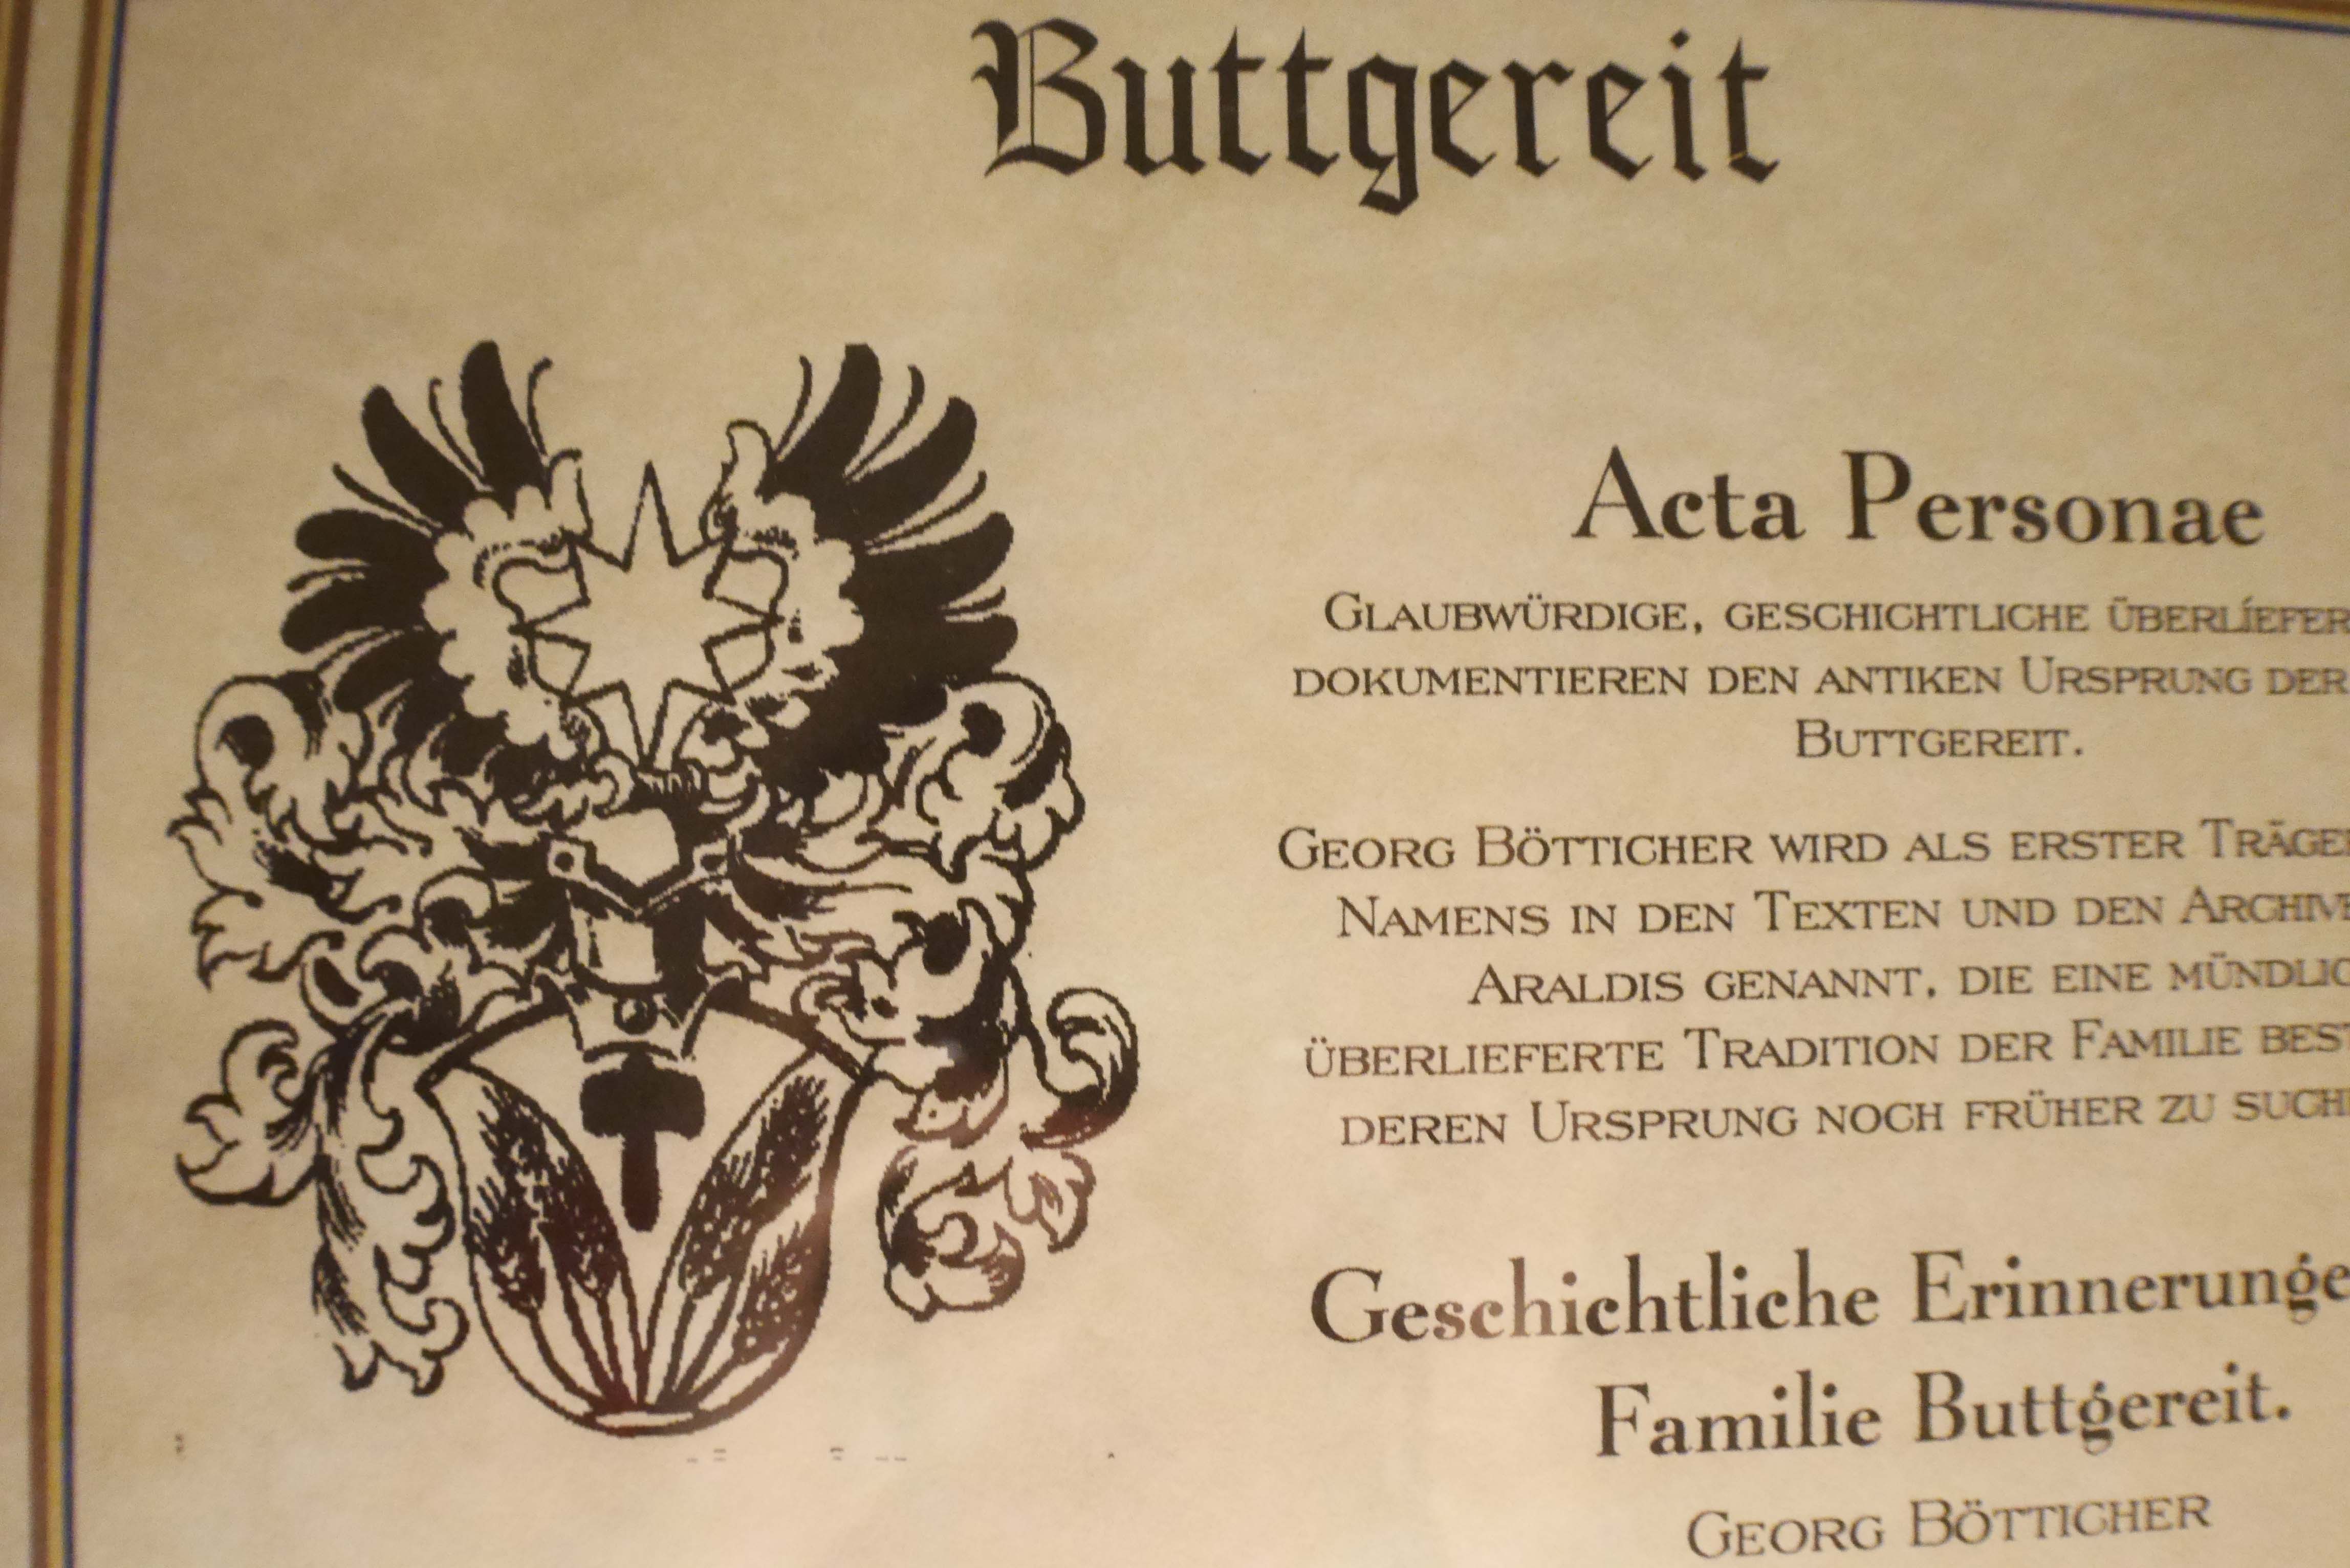 Buttgereit
Acta Personae
Glaubwürdige, geschichtliche
dokumentieren den antiken Ursprung der
Buttgereit.
Georg Bötticher wird als erster
Namens in den Texten und den
Araldis genannt, die eine
überlieferte Tradition der Familie
deren Ursprung noch früher zu
Geschichtliche
Familie Buttgereit.
Georg Bötticher